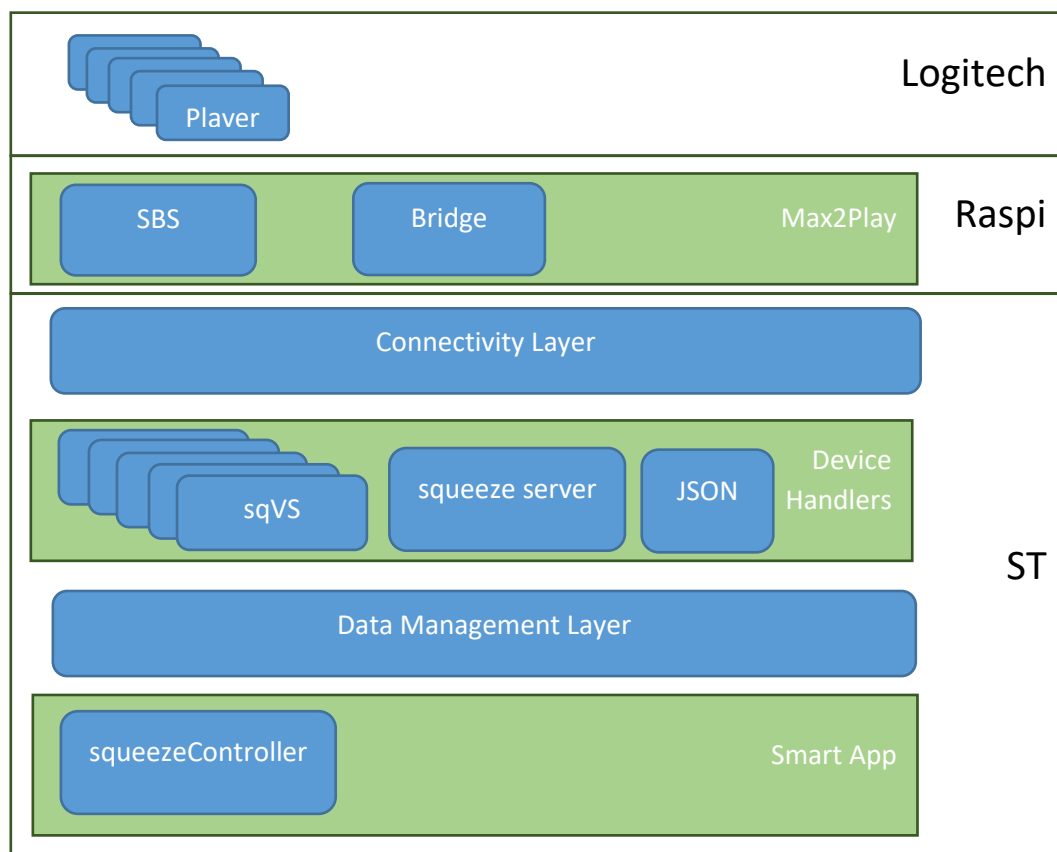 Logitech
Plaver
Raspi
SBS
Bridge
Max2Play
Connectivity Layer
Device
Handlers
sqVS
squeeze server
JSON
ST
Data Management Layer
squeezeController
Smart App